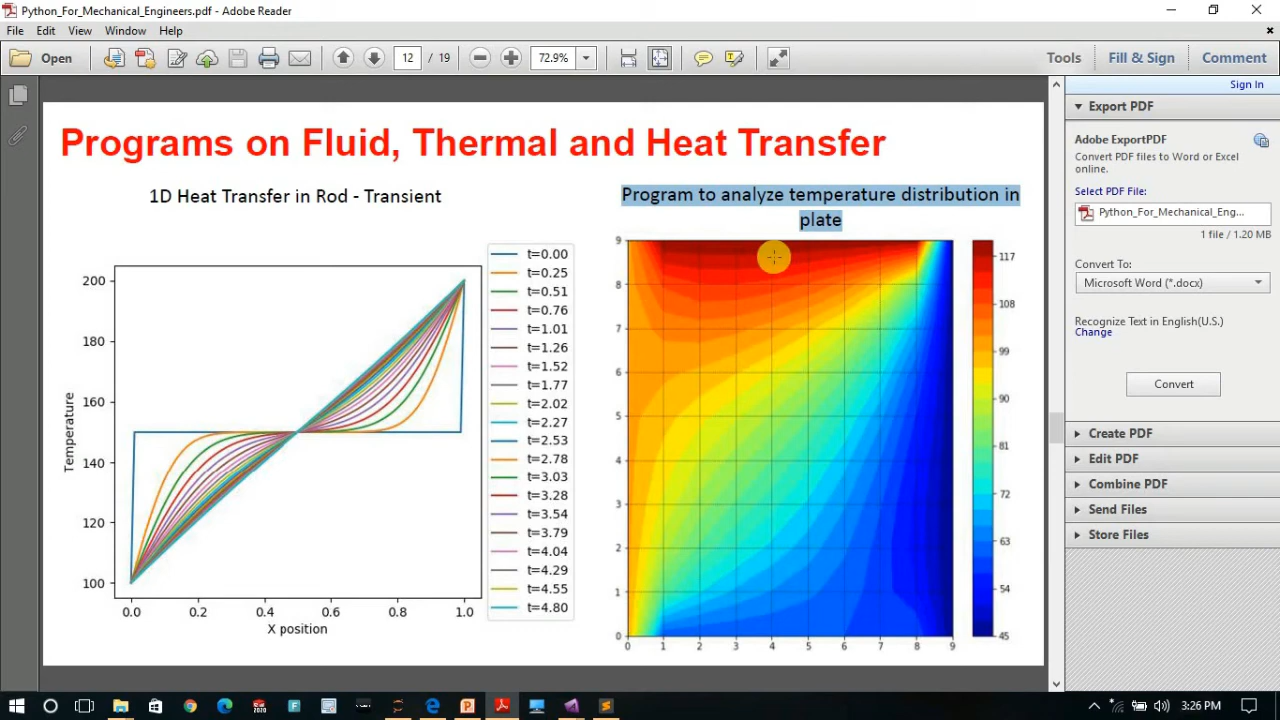 Python_For_Mechanical_Engineers.pdf - Adobe Reader
File Edit View Window Help
Open 12 / 19 72.9% Tools Fill & Sign Comment
Sign In
Programs on Fluid, Thermal and Heat Transfer
1D Heat Transfer in Rod - Transient
Temperature
200
180
160
140
120
100
0.0 0.2 0.4 0.6 0.8 1.0
X position
t=0.00
t=0.25
t=0.51
t=0.76
t=1.01
t=1.26
t=1.52
t=1.77
t=2.02
t=2.27
t=2.53
t=2.78
t=3.03
t=3.28
t=3.54
t=3.79
t=4.04
t=4.29
t=4.55
t=4.80
Program to analyze temperature distribution in
plate
9
8
7
6
5
4
3
2
1
0
0 1 2 3 4 5 6 7 8 9
117
108
99
90
81
72
63
54
45
Export PDF
Adobe ExportPDF
Convert PDF files to Word or Excel
online.
Select PDF File:
Python_For_Mechanical_Eng...
1 file / 1.20 MB
Convert To:
Microsoft Word (*.docx)
Recognize Text in English(U.S.)
Change
Convert
Create PDF
Edit PDF
Combine PDF
Send Files
Store Files
3:26 PM